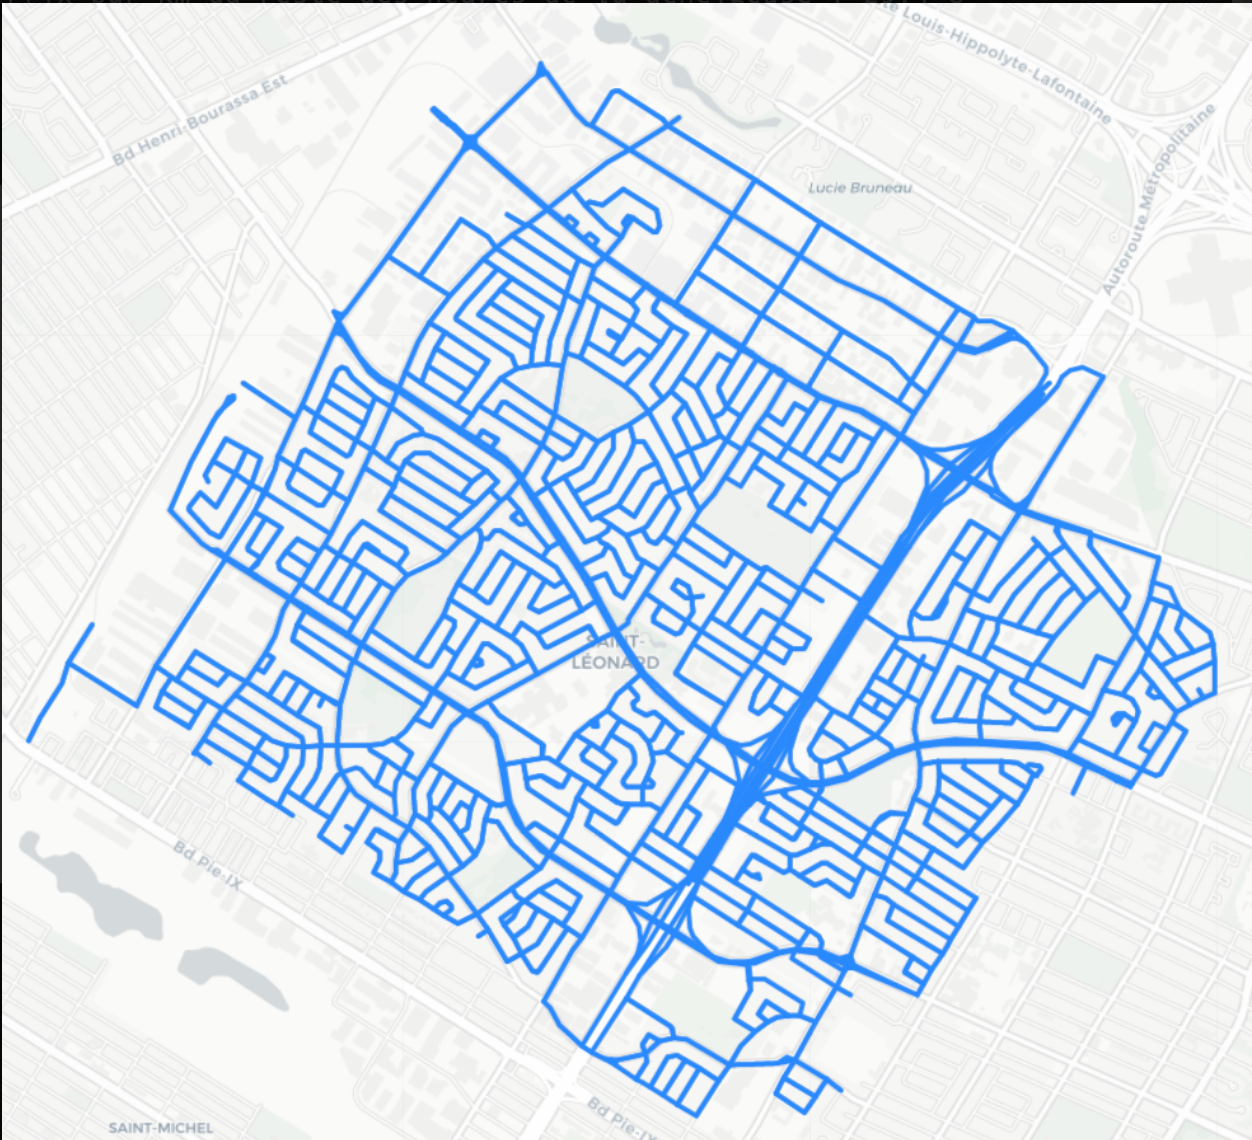 te Louis-Hippolyte-Lafontaine
Bd Henri-Bourassa Est
Autoroute Métropolitaine
Lucie Bruneau
SAINT-
LÉONARD
Bd Pie-IX
Bd Pie-IX
SAINT-MICHEL